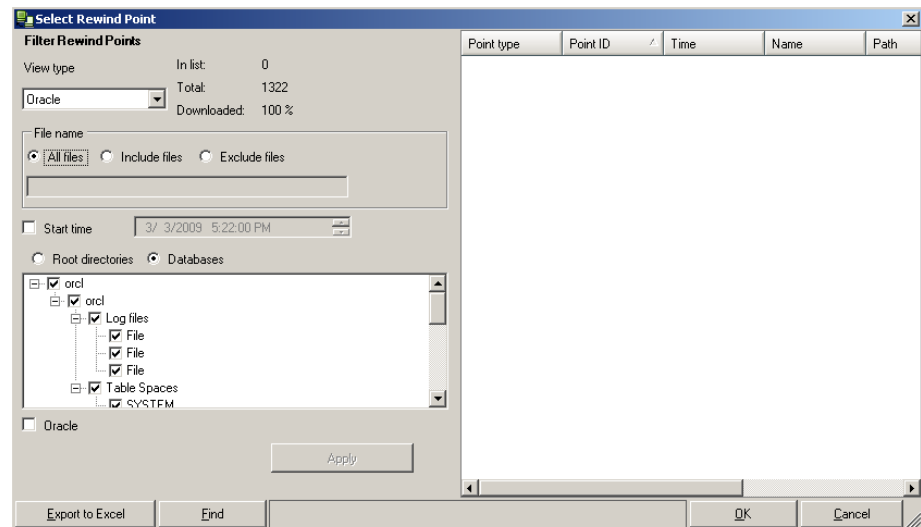 Select Rewind Point
Filter Rewind Points
View type
In list: 0
Total: 1322
Oracle
Downloaded: 100 %
File name
All files Include files Exclude files
Start time 3/ 3/2009 5:22:00 PM
Root directories Databases
orcl
orcl
Log files
File
File
File
Table Spaces
SYSTEM
Oracle
Apply
Point type Point ID Time Name Path
Export to Excel Find OK Cancel